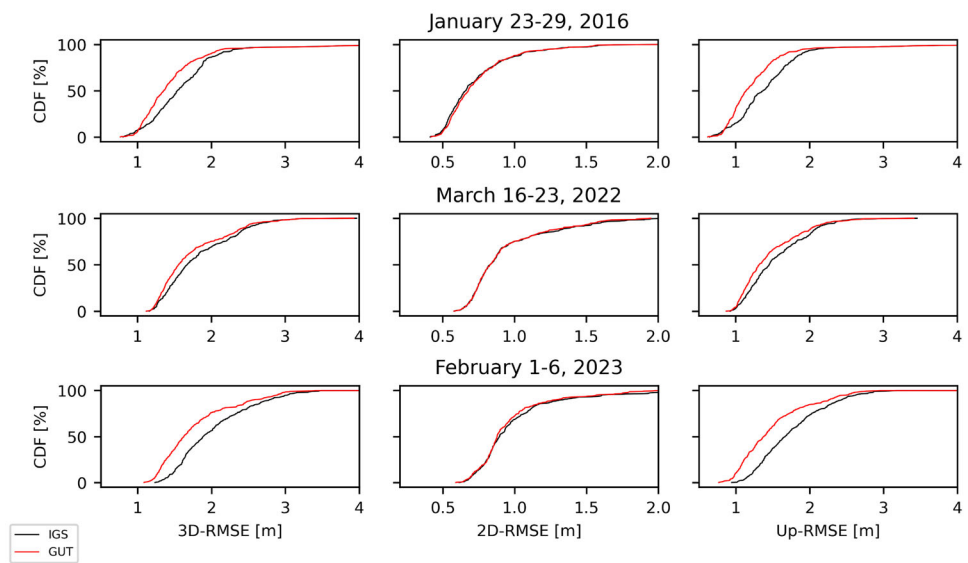 January 23-29, 2016
CDF [%]
100
50
0
1 2 3 4
0.5 1.0 1.5 2.0
1 2 3 4
March 16-23, 2022
CDF [%]
100
50
0
1 2 3 4
0.5 1.0 1.5 2.0
1 2 3 4
February 1-6, 2023
CDF [%]
100
50
0
1 2 3 4
0.5 1.0 1.5 2.0
1 2 3 4
3D-RMSE [m] 2D-RMSE [m] Up-RMSE [m]
IGS
GUT